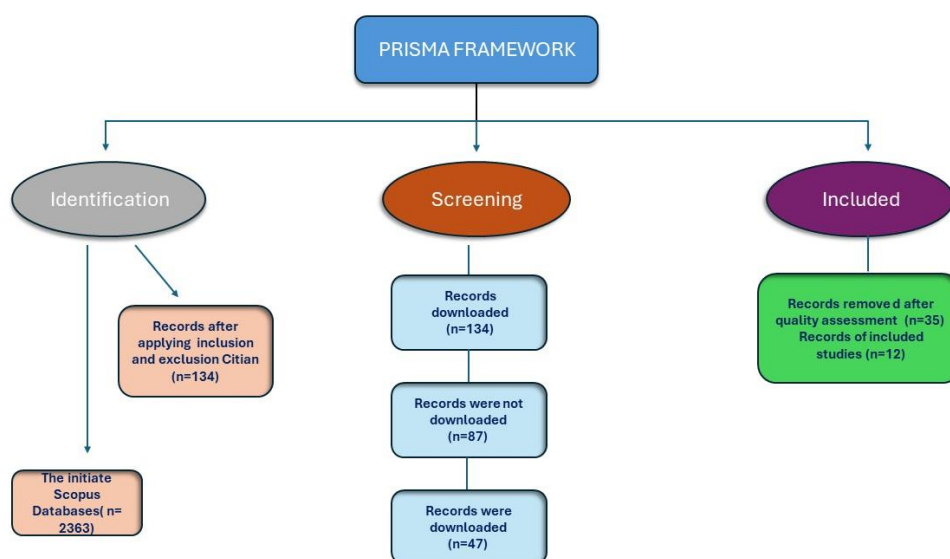 PRISMA FRAMEWORK
Identification
Screening
Included
Records after
applying inclusion
and exclusion Citian
(n=134)
The initiate
Scopus
Databases( n=
2363)
Records
downloaded
(n=134)
Records were not
downloaded
(n=87)
Records were
downloaded
(n=47)
Records removed after
quality assessment (n=35)
Records of included
studies (n=12)